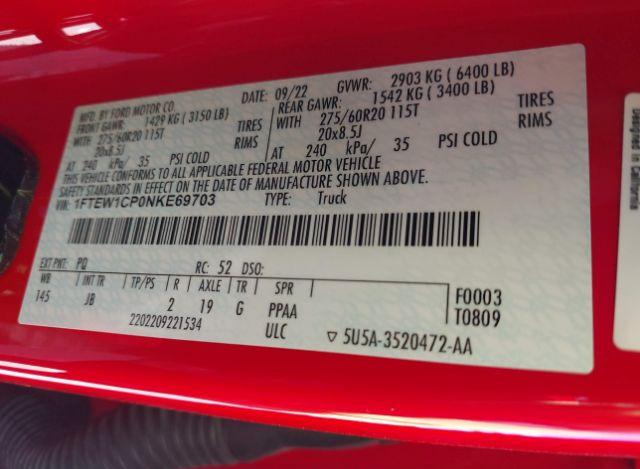 MFD. BY FORD MOTOR CO.
DATE: 09/22 GVWR: 2903 KG ( 6400 LB)
FRONT GAWR: 1429 KG ( 3150 LB) REAR GAWR: 1542 KG ( 3400 LB)
WITH 275/60R20 115T TIRES WITH 275/60R20 115T TIRES
20x8.5J RIMS 20x8.5J RIMS
AT 240 kPa/ 35 PSI COLD AT 240 kPa/ 35 PSI COLD
THIS VEHICLE CONFORMS TO ALL APPLICABLE FEDERAL MOTOR VEHICLE
SAFETY STANDARDS IN EFFECT ON THE DATE OF MANUFACTURE SHOWN ABOVE.
VIN: 1FTEW1CP0NKE69703 TYPE: Truck
EXT PNT: PQ RC: 52 DSO:
WB INT TR TP/PS R AXLE TR SPR
145 JB 2 19 G PPAA F0003
2202209221534 ULC T0809
▽ 5U5A-3520472-AA
Designed in California